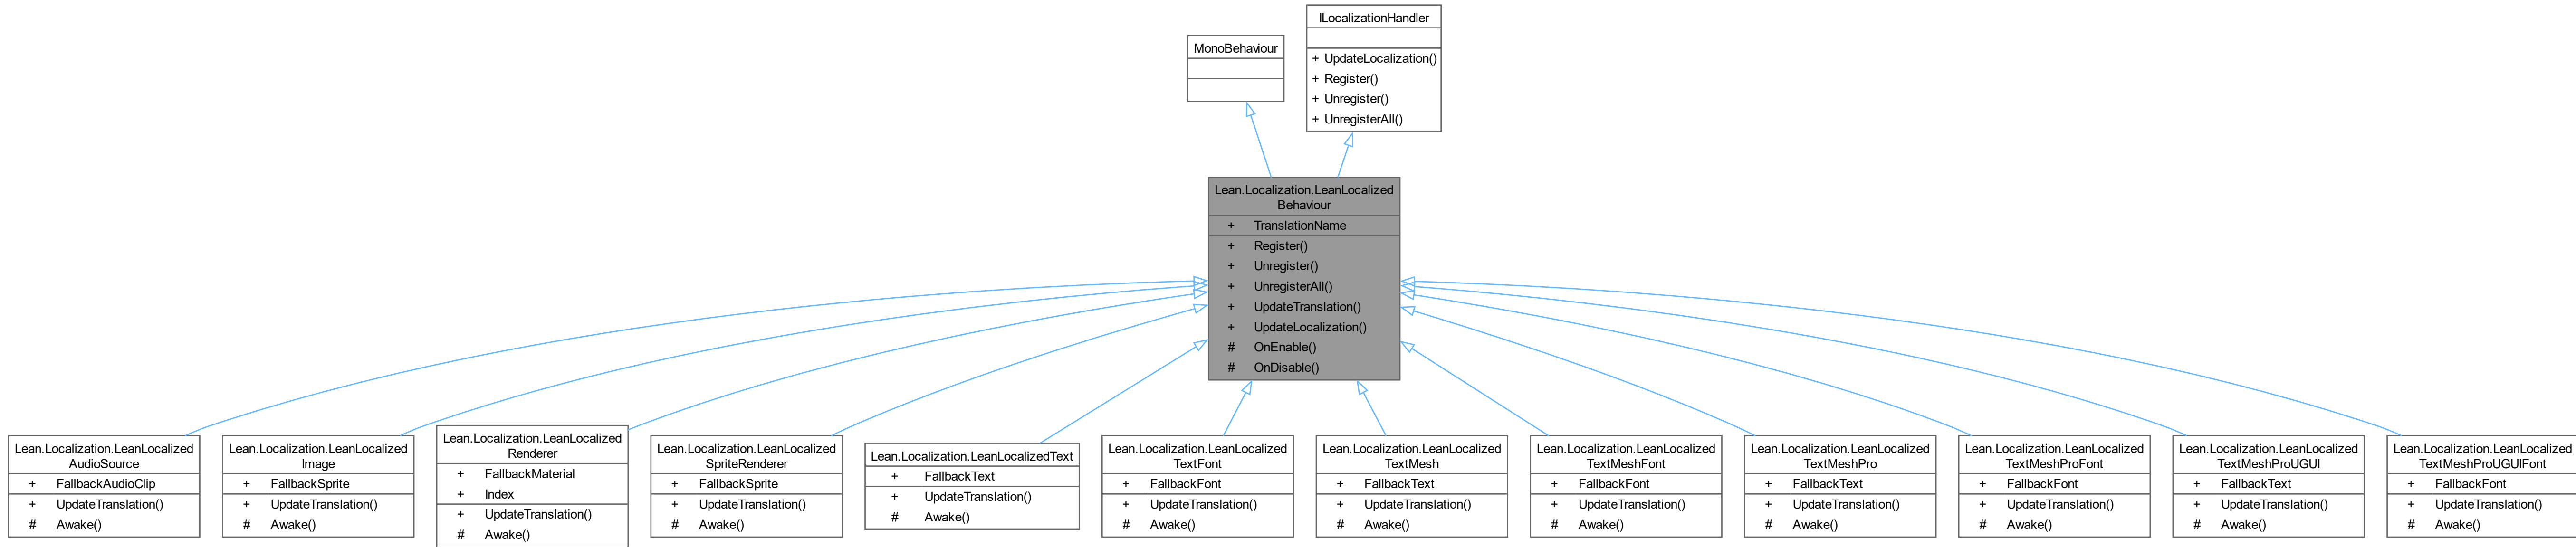 ILocalizationHandler
+ UpdateLocalization()
+ Register()
+ Unregister()
+ UnregisterAll()
MonoBehaviour
Lean.Localization.LeanLocalized
Behaviour
+ TranslationName
+ Register()
+ Unregister()
+ UnregisterAll()
+ UpdateTranslation()
+ UpdateLocalization()
# OnEnable()
# OnDisable()
Lean.Localization.LeanLocalized
AudioSource
+ FallbackAudioClip
+ UpdateTranslation()
# Awake()
Lean.Localization.LeanLocalized
Image
+ FallbackSprite
+ UpdateTranslation()
# Awake()
Lean.Localization.LeanLocalized
Renderer
+ FallbackMaterial
+ Index
+ UpdateTranslation()
# Awake()
Lean.Localization.LeanLocalized
SpriteRenderer
+ FallbackSprite
+ UpdateTranslation()
# Awake()
Lean.Localization.LeanLocalizedText
+ FallbackText
+ UpdateTranslation()
# Awake()
Lean.Localization.LeanLocalized
TextFont
+ FallbackFont
+ UpdateTranslation()
# Awake()
Lean.Localization.LeanLocalized
TextMesh
+ FallbackText
+ UpdateTranslation()
# Awake()
Lean.Localization.LeanLocalized
TextMeshFont
+ FallbackFont
+ UpdateTranslation()
# Awake()
Lean.Localization.LeanLocalized
TextMeshPro
+ FallbackText
+ UpdateTranslation()
# Awake()
Lean.Localization.LeanLocalized
TextMeshProFont
+ FallbackFont
+ UpdateTranslation()
# Awake()
Lean.Localization.LeanLocalized
TextMeshProUGUI
+ FallbackText
+ UpdateTranslation()
# Awake()
Lean.Localization.LeanLocalized
TextMeshProUGUIFont
+ FallbackFont
+ UpdateTranslation()
# Awake()